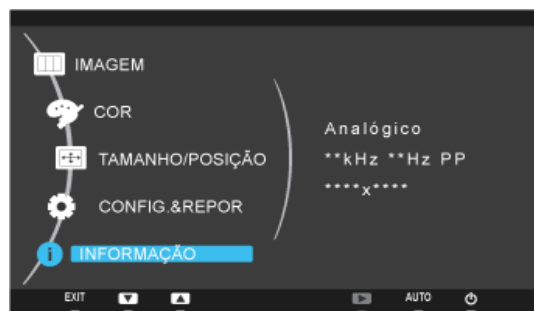 IMAGEM
COR
TAMANHO/POSIÇÃO
CONFIG.&REPOR
INFORMAÇÃO
Analógico
**kHz **Hz PP
****x****
EXIT
AUTO